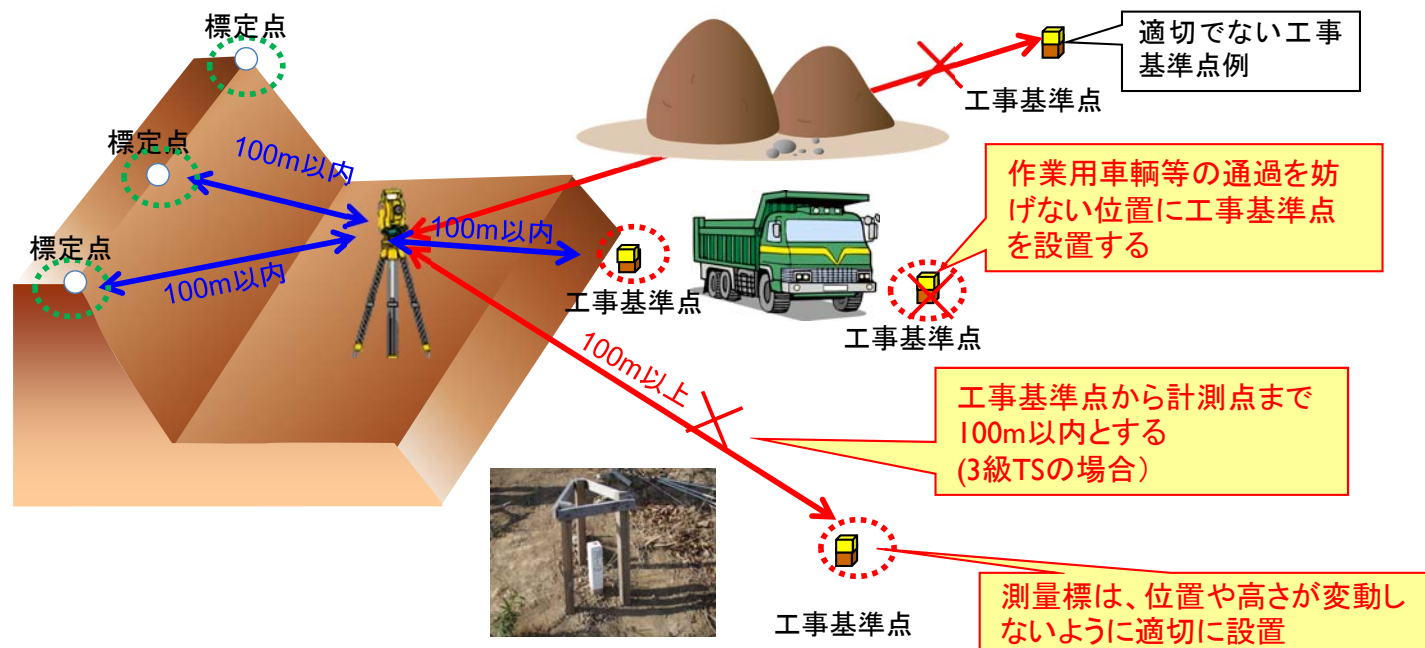 標定点
適切でない工事
基準点例
工事基準点
標定点
100m以内
作業用車輌等の通過を妨
げない位置に工事基準点
を設置する
標定点
100m以内
100m以内
工事基準点
工事基準点
100m以上
工事基準点から計測点まで
100m以内とする
(3級TSの場合)
測量標は、位置や高さが変動し
ないように適切に設置
工事基準点